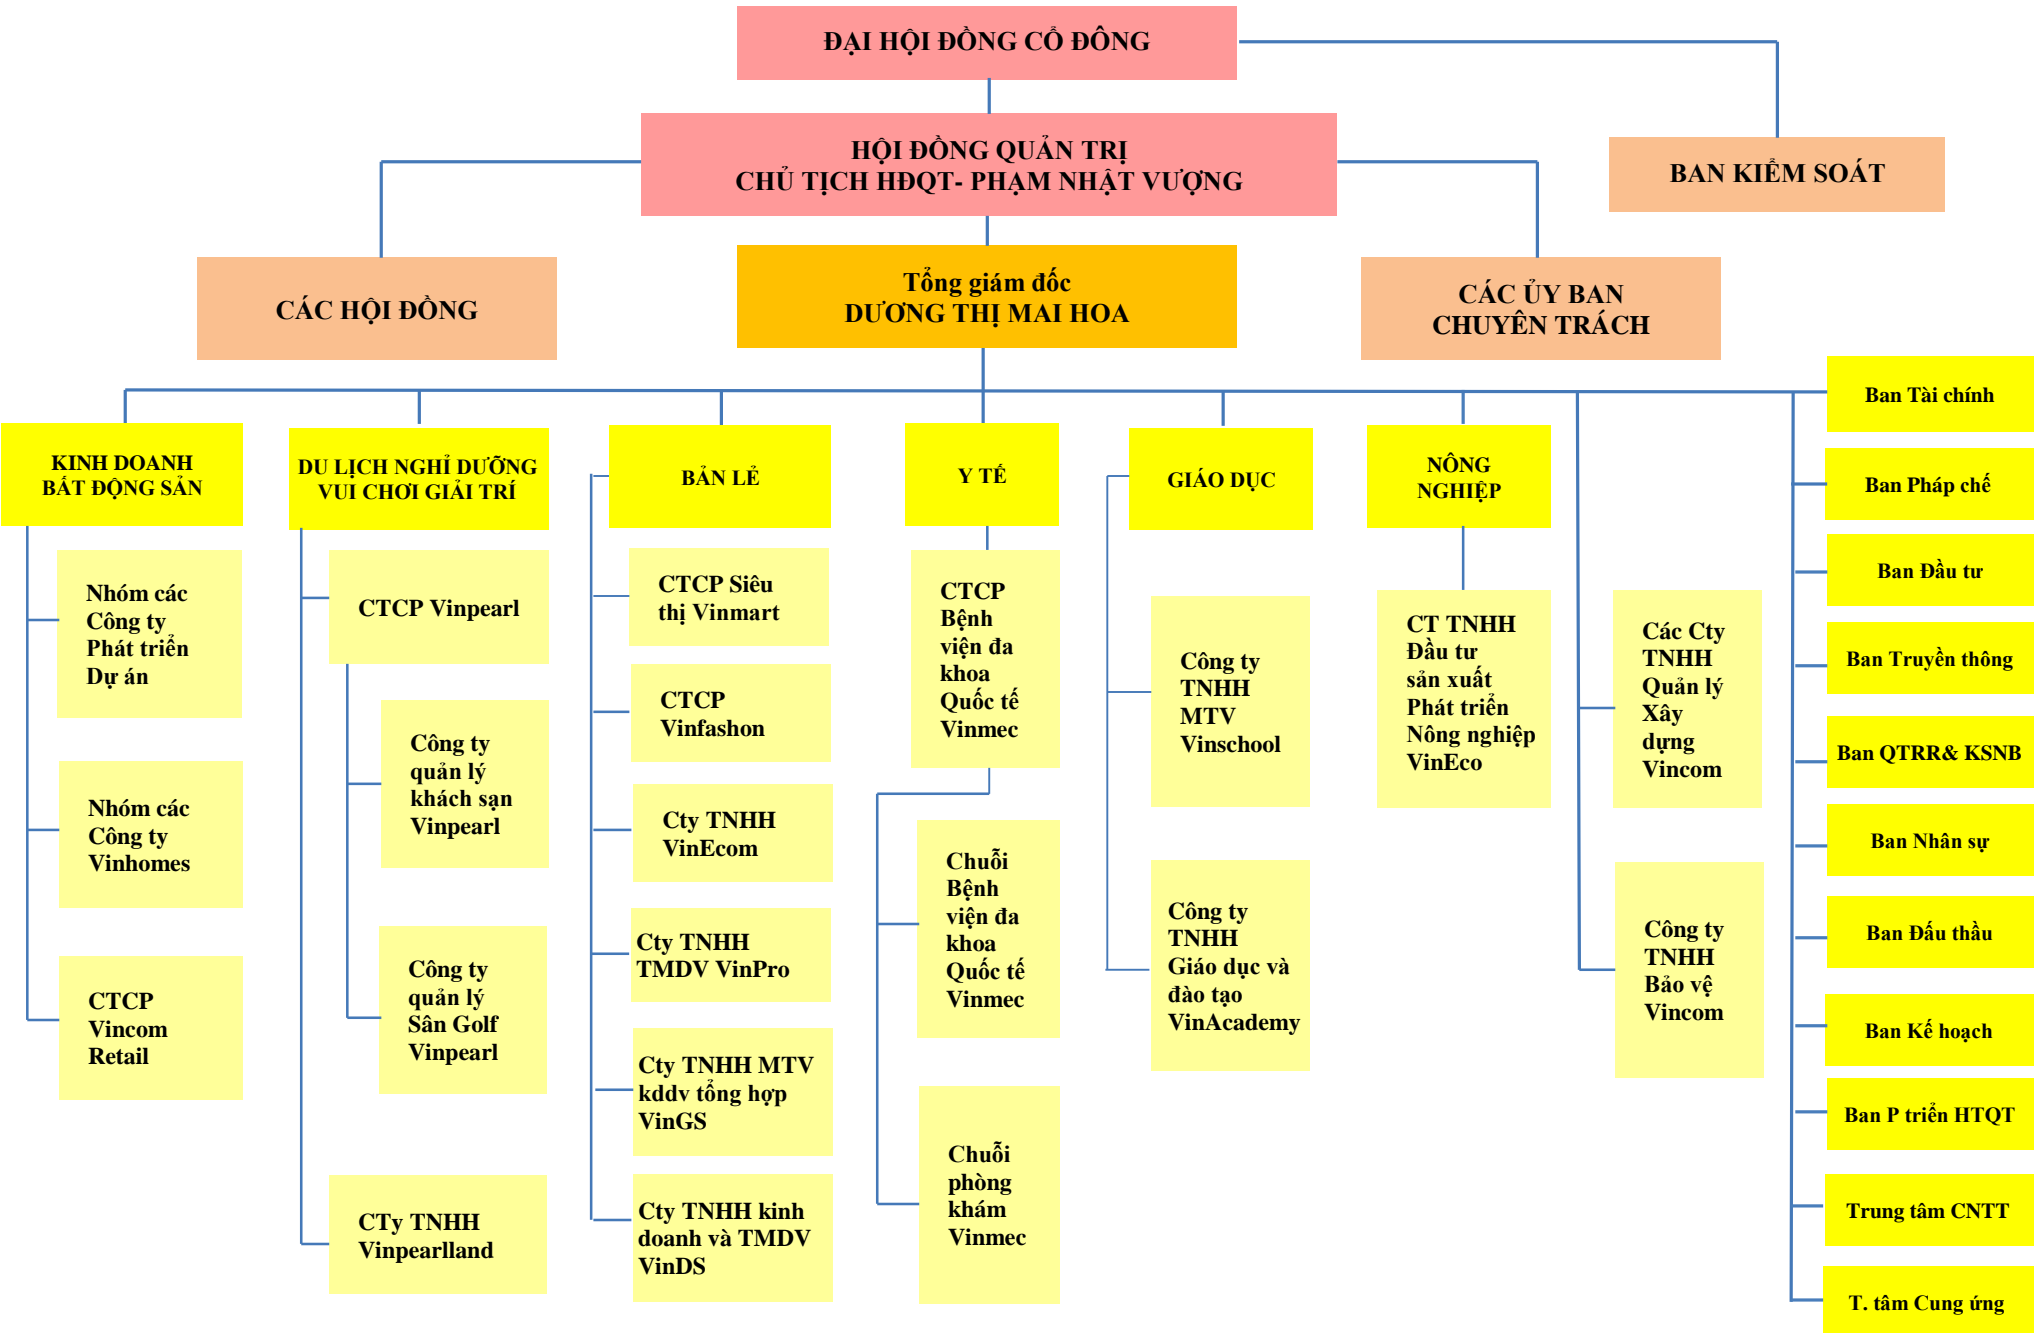 ĐẠI HỘI ĐỒNG CỔ ĐÔNG
HỘI ĐỒNG QUẢN TRỊ
CHỦ TỊCH HĐQT- PHẠM NHẬT VƯỢNG
BAN KIỂM SOÁT
CÁC HỘI ĐỒNG
Tổng giám đốc
DƯƠNG THỊ MAI HOA
CÁC ỦY BAN
CHUYÊN TRÁCH
KINH DOANH
BẤT ĐỘNG SẢN
Nhóm các
Công ty
Phát triển
Dự án
Nhóm các
Công ty
Vinhomes
CTCP
Vincom
Retail
DU LỊCH NGHỈ DƯỠNG
VUI CHƠI GIẢI TRÍ
CTCP Vinpearl
Công ty
quản lý
khách sạn
Vinpearl
Công ty
quản lý
Sân Golf
Vinpearl
CTy TNHH
Vinpearlland
BẢN LẺ
CTCP Siêu
thị Vinmart
CTCP
Vinfashon
Cty TNHH
VinEcom
Cty TNHH
TMDV VinPro
Cty TNHH MTV
kddv tổng hợp
VinGS
Cty TNHH kinh
doanh và TMDV
VinDS
Y TẾ
CTCP
Bệnh
viện đa
khoa
Quốc tế
Vinmec
Chuỗi
Bệnh
viện đa
khoa
Quốc tế
Vinmec
Chuỗi
phòng
khám
Vinmec
GIÁO DỤC
Công ty
TNHH
MTV
Vinschool
Công ty
TNHH
Giáo dục và
đào tạo
VinAcademy
NÔNG
NGHIỆP
CT TNHH
Đầu tư
sản xuất
Phát triển
Nông nghiệp
VinEco
Các Cty
TNHH
Quản lý
Xây
dựng
Vincom
Công ty
TNHH
Bảo vệ
Vincom
Ban Tài chính
Ban Pháp chế
Ban Đầu tư
Ban Truyền thông
Ban QTRR& KSNB
Ban Nhân sự
Ban Đấu thầu
Ban Kế hoạch
Ban P triển HTQT
Trung tâm CNTT
T. tâm Cung ứng